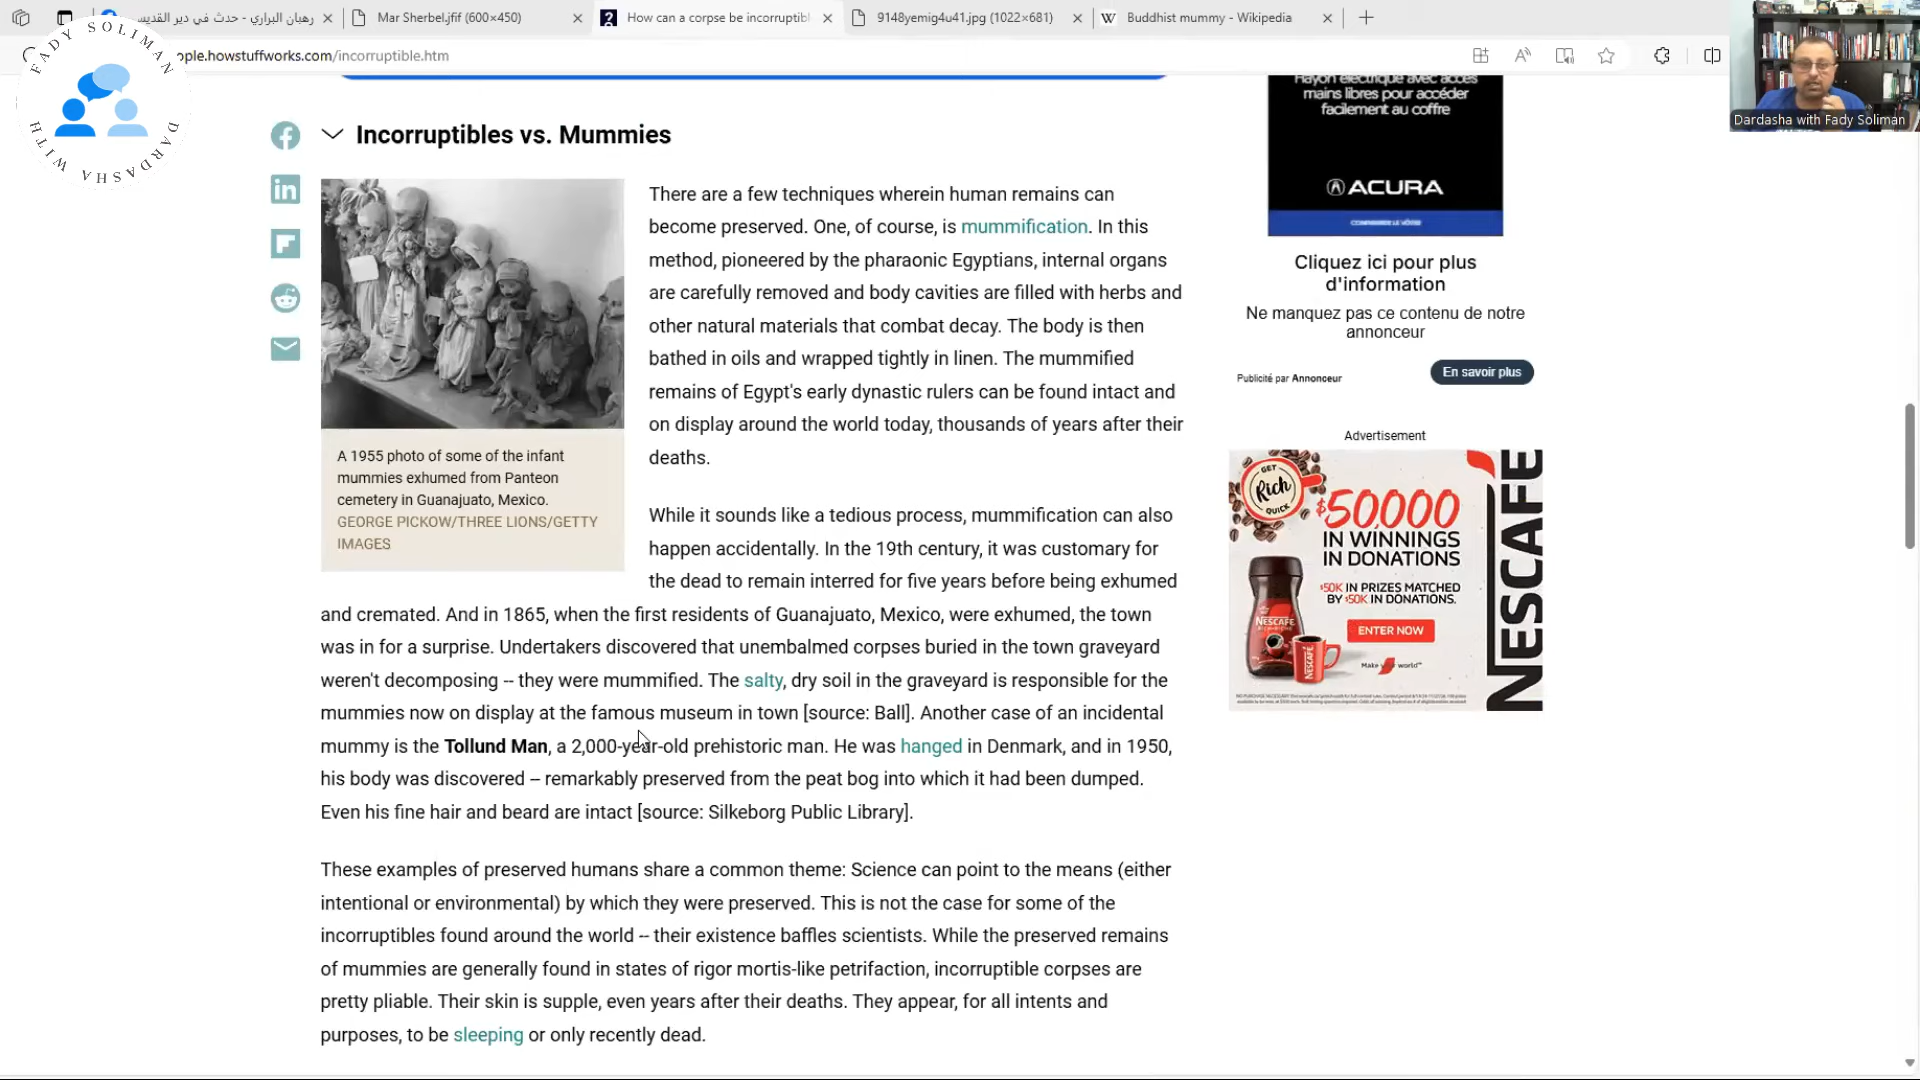 رهبان البراري - حدث في دير القديس
Mar Sherbel.jfif (600×450)
How can a corpse be incorruptibl
9148yemig4u41.jpg (1022×681)
Buddhist mummy - Wikipedia
ople.howstuffworks.com/incorruptible.htm
FADY SOLIMAN
DARDASHA WITH
Dardasha with Fady Soliman
Incorruptibles vs. Mummies
There are a few techniques wherein human remains can
become preserved. One, of course, is mummification. In this
method, pioneered by the pharaonic Egyptians, internal organs
are carefully removed and body cavities are filled with herbs and
other natural materials that combat decay. The body is then
bathed in oils and wrapped tightly in linen. The mummified
remains of Egypt's early dynastic rulers can be found intact and
on display around the world today, thousands of years after their
deaths.
A 1955 photo of some of the infant
mummies exhumed from Panteon
cemetery in Guanajuato, Mexico.
GEORGE PICKOW/THREE LIONS/GETTY
IMAGES
While it sounds like a tedious process, mummification can also
happen accidentally. In the 19th century, it was customary for
the dead to remain interred for five years before being exhumed
and cremated. And in 1865, when the first residents of Guanajuato, Mexico, were exhumed, the town
was in for a surprise. Undertakers discovered that unembalmed corpses buried in the town graveyard
weren't decomposing -- they were mummified. The salty, dry soil in the graveyard is responsible for the
mummies now on display at the famous museum in town [source: Ball]. Another case of an incidental
mummy is the Tollund Man, a 2,000-year-old prehistoric man. He was hanged in Denmark, and in 1950,
his body was discovered – remarkably preserved from the peat bog into which it had been dumped.
Even his fine hair and beard are intact [source: Silkeborg Public Library].
These examples of preserved humans share a common theme: Science can point to the means (either
intentional or environmental) by which they were preserved. This is not the case for some of the
incorruptibles found around the world -- their existence baffles scientists. While the preserved remains
of mummies are generally found in states of rigor mortis-like petrifaction, incorruptible corpses are
pretty pliable. Their skin is supple, even years after their deaths. They appear, for all intents and
purposes, to be sleeping or only recently dead.
Hayon électrique avec accès
mains libres pour accéder
facilement au coffre
ACURA
Cliquez ici pour plus
d'information
Ne manquez pas ce contenu de notre
annonceur
Publicité par Annonceur
En savoir plus
Advertisement
GET
Rich
QUICK
$50,000
IN WINNINGS
IN DONATIONS
$50K IN PRIZES MATCHED
BY $50K IN DONATIONS.
ENTER NOW
NESCAFE
Make your world
NESCAFE